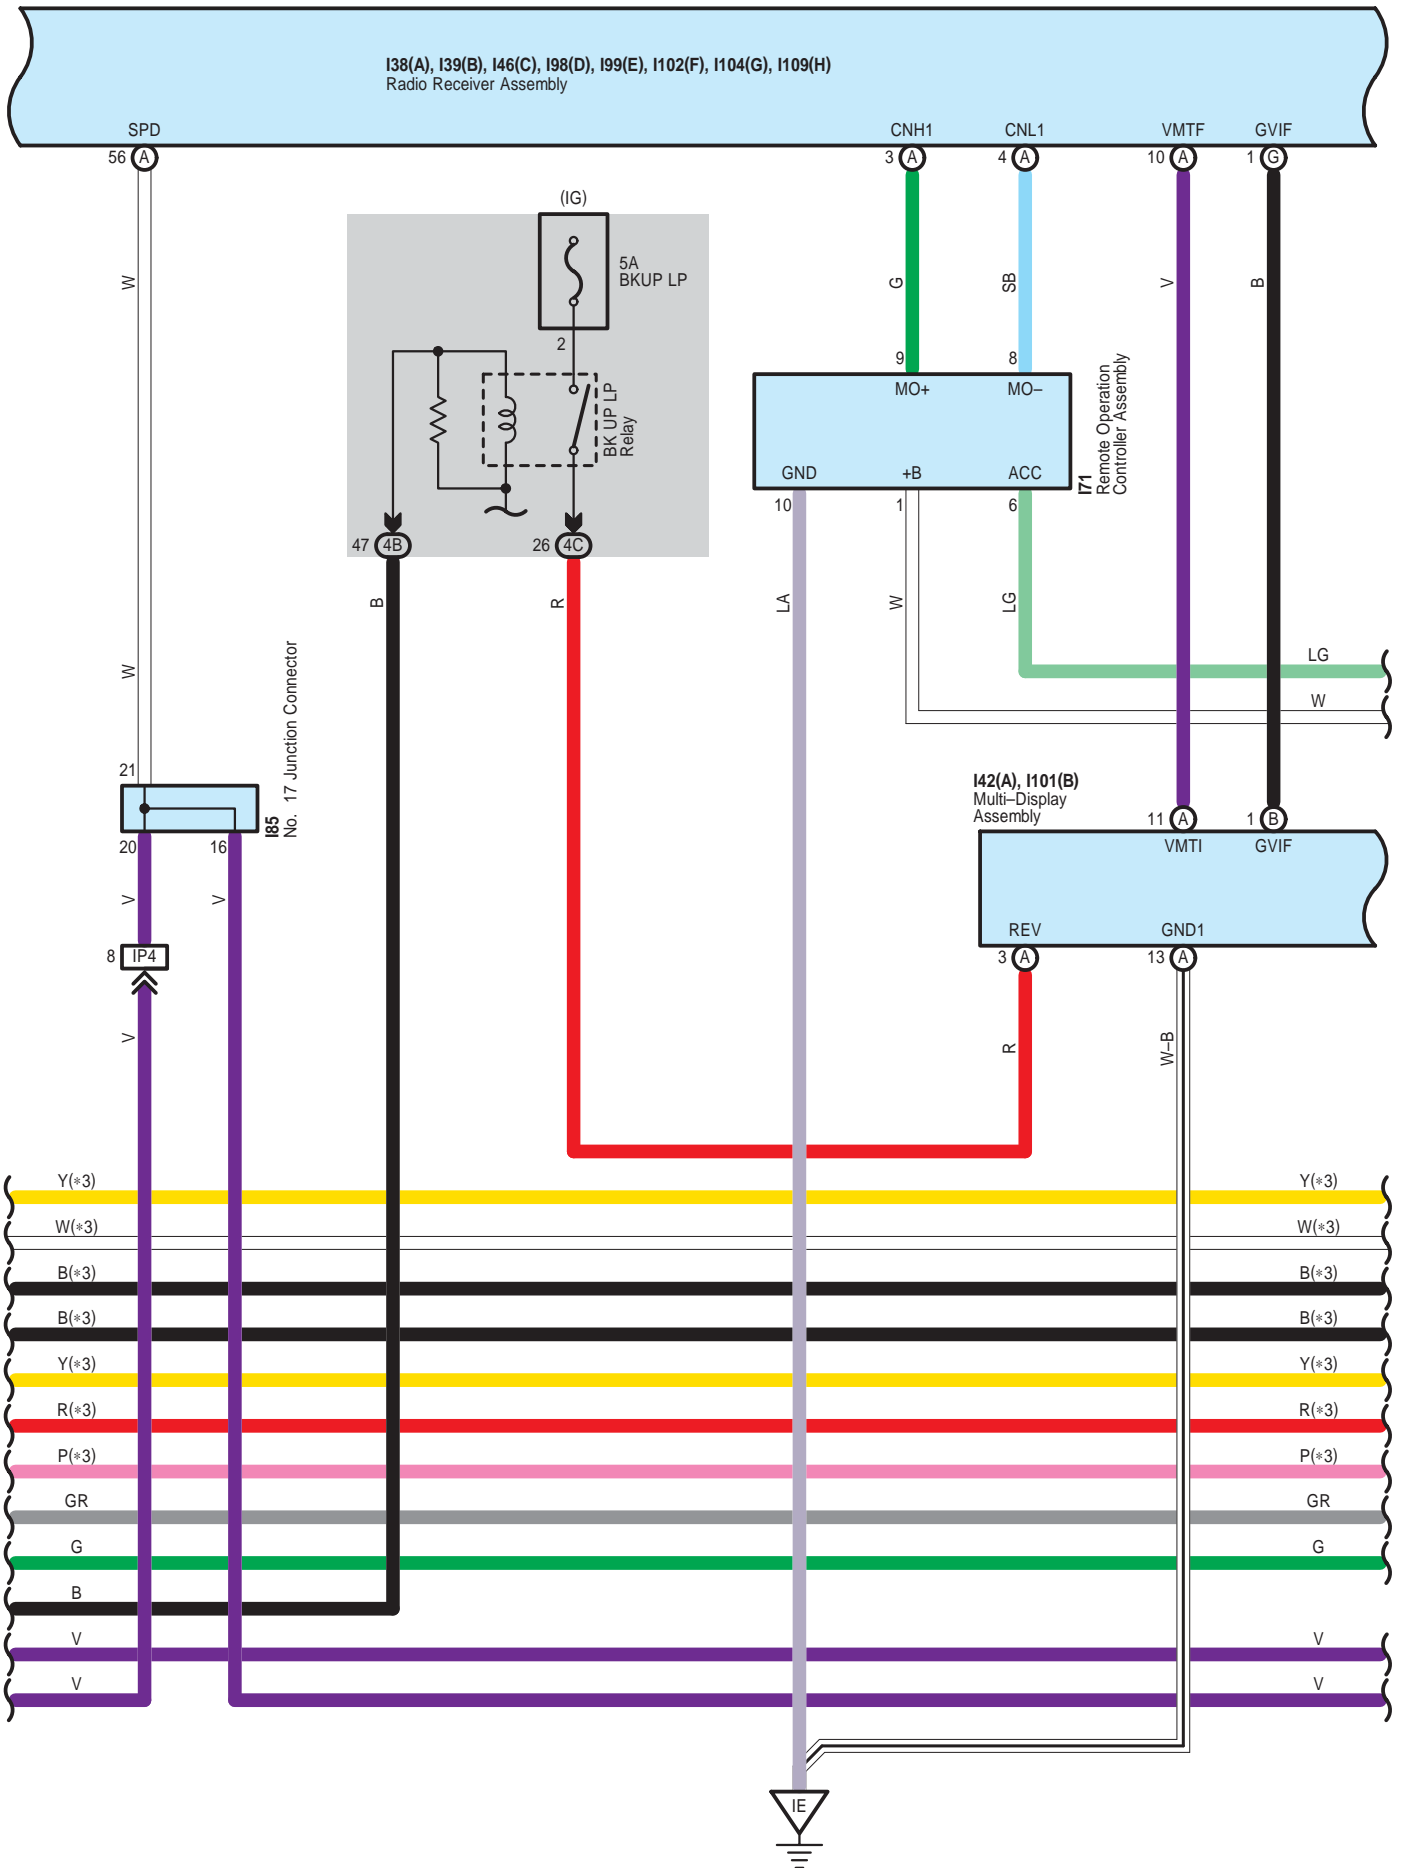 I38(A), I39(B), I46(C), I98(D), I99(E), I102(F), I104(G), I109(H)
Radio Receiver Assembly
SPD
CNH1
CNL1
VMTF
GVIF
56 A
3 A
4 A
10 A
1 G
(IG)
5A
BKUP LP
W
G
SB
V
B
2
BK UP LP
Relay
9
8
MO+
MO–
I71
Remote Operation
Controller Assembly
GND
+B
ACC
10
1
6
47 4B
26 4C
B
R
LA
W
LG
LG
W
W
21
I85
No. 17 Junction Connector
20
16
I42(A), I101(B)
Multi–Display
Assembly
11 A
1 B
VMTI
GVIF
V
V
REV
GND1
8 IP4
3 A
13 A
V
R
W–B
Y(*3)
Y(*3)
W(*3)
W(*3)
B(*3)
B(*3)
B(*3)
B(*3)
Y(*3)
Y(*3)
R(*3)
R(*3)
P(*3)
P(*3)
GR
GR
G
G
B
V
V
V
V
IE